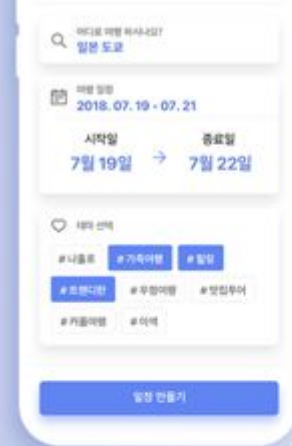 어디로 여행 하시나요?
일본 도쿄
여행 일정
2018. 07. 19 - 07. 21
시작일
종료일
7월 19일 → 7월 22일
테마 선택
# 나홀로 # 가족여행 # 힐링
# 트랜디한 # 우정여행 # 맛집투어
# 커플여행 # 이색
일정 만들기